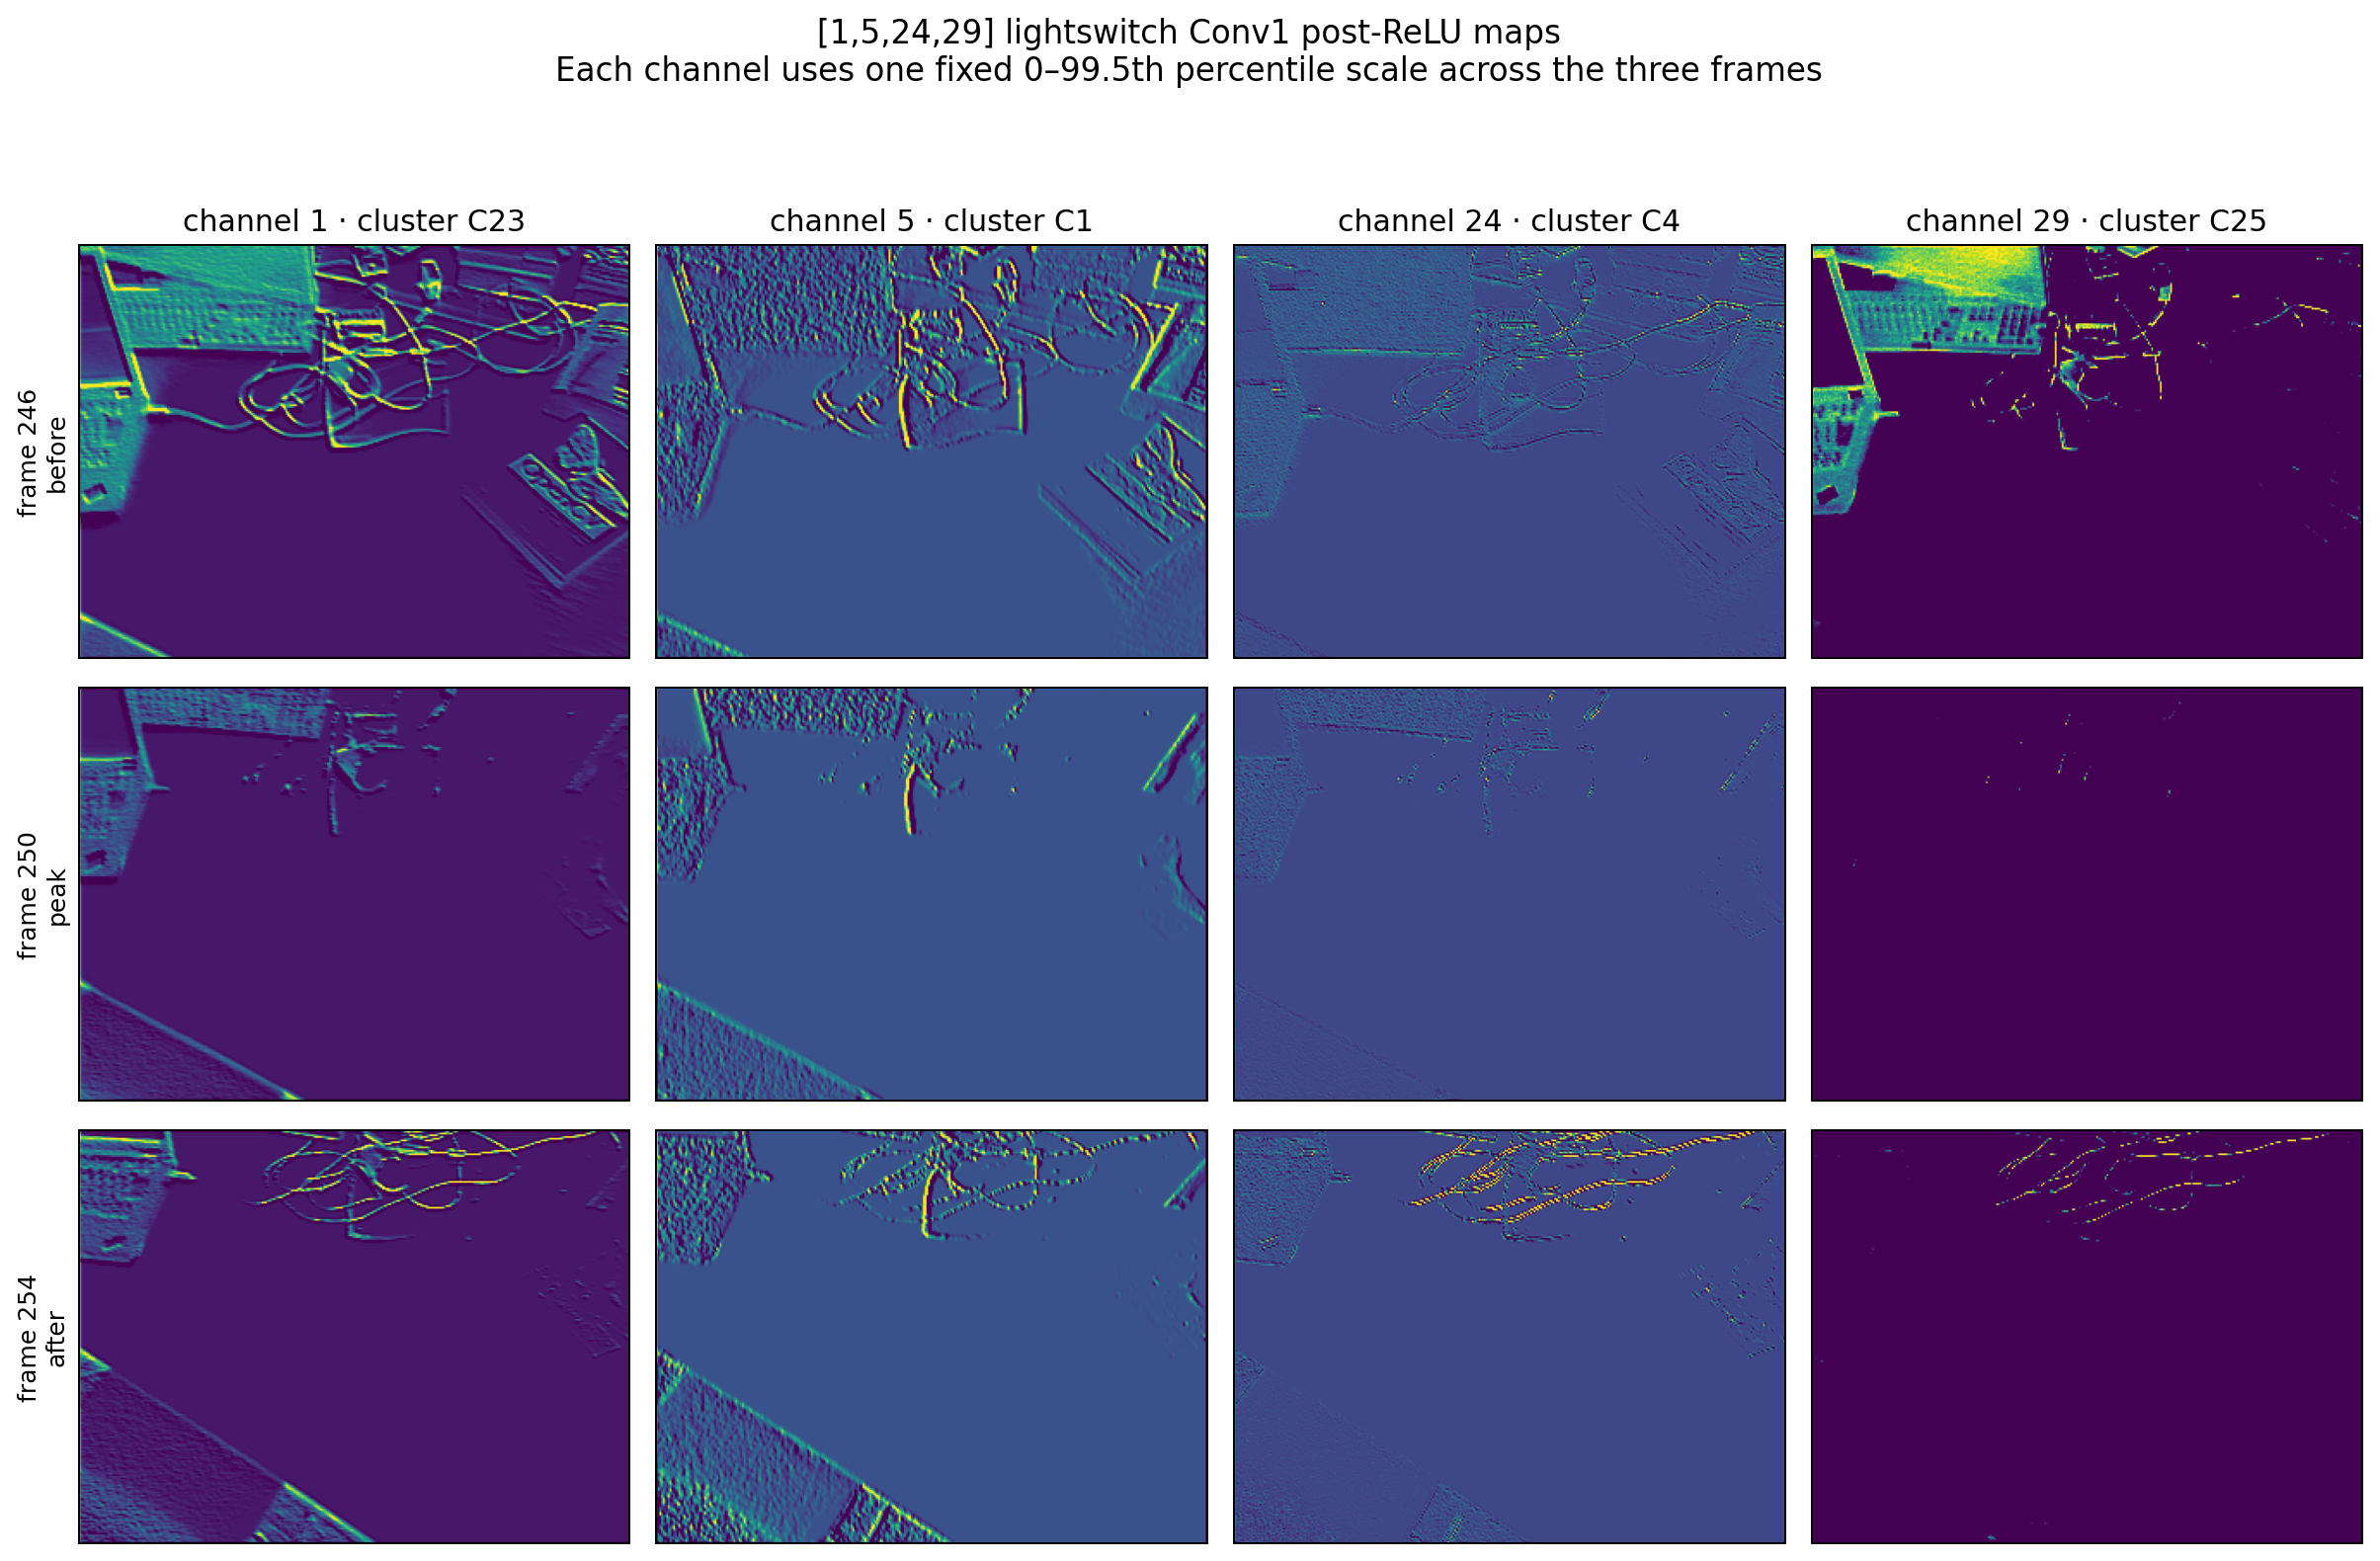 [1,5,24,29] lightswitch Conv1 post-ReLU maps
Each channel uses one fixed 0–99.5th percentile scale across the three frames
channel 1 · cluster C23
channel 5 · cluster C1
channel 24 · cluster C4
channel 29 · cluster C25
frame 246
before
frame 250
peak
frame 254
after